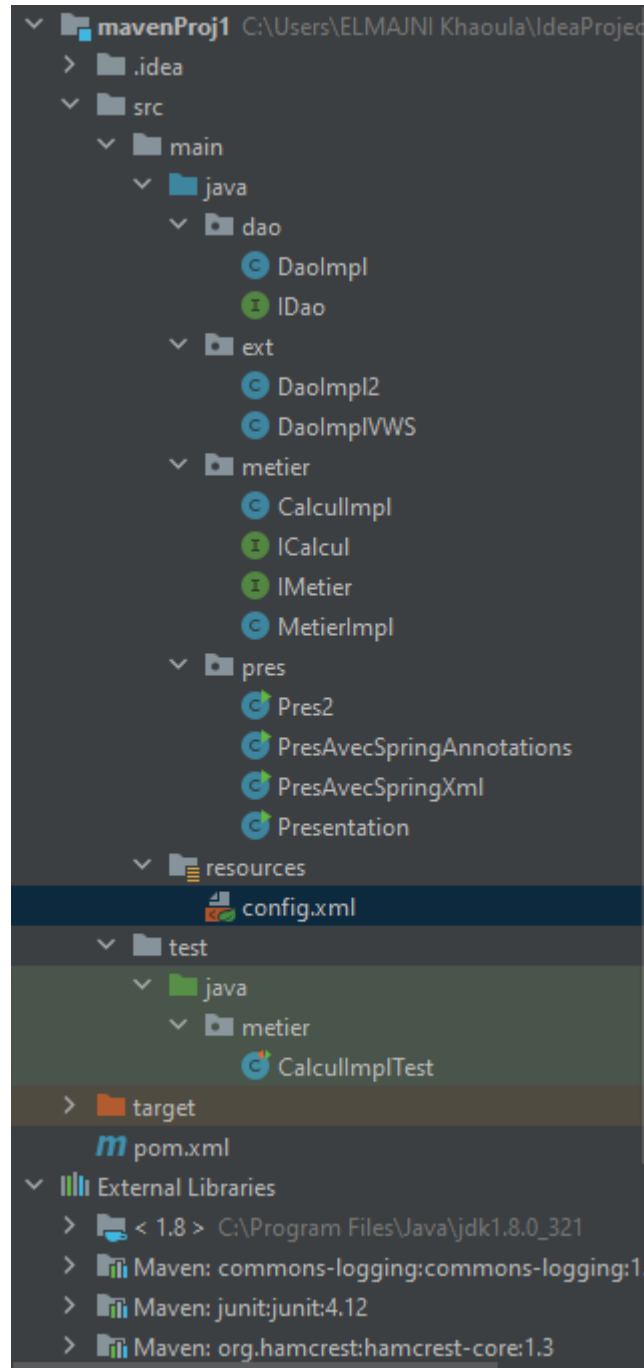 mavenProj1 C:\Users\ELMAJNI Khaoula\IdeaProjec
.idea
src
main
java
dao
DaoImpl
IDao
ext
DaoImpl2
DaoImplVWS
metier
CalculImpl
ICalcul
IMetier
MetierImpl
pres
Pres2
PresAvecSpringAnnotations
PresAvecSpringXml
Presentation
resources
config.xml
test
java
metier
CalculImplTest
target
pom.xml
External Libraries
< 1.8 > C:\Program Files\Java\jdk1.8.0_321
Maven: commons-logging:commons-logging:1.
Maven: junit:junit:4.12
Maven: org.hamcrest:hamcrest-core:1.3